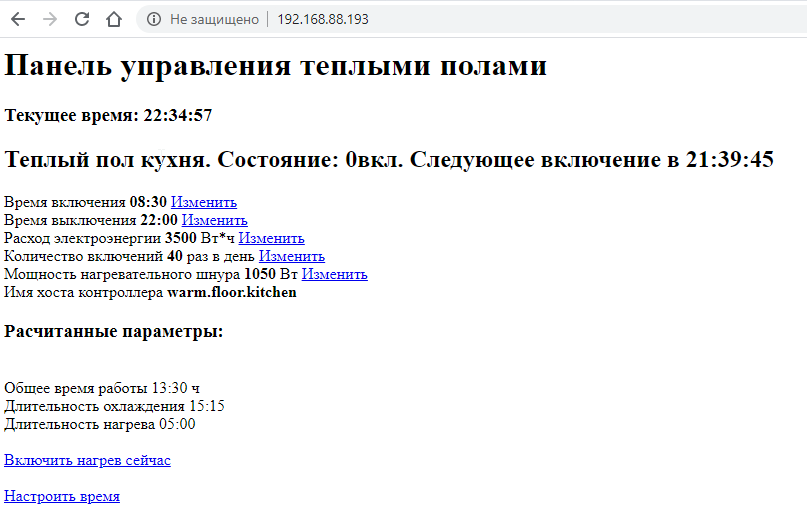 Не защищено | 192.168.88.193
Панель управления теплыми полами
Текущее время: 22:34:57
Теплый пол кухня. Состояние: 0вкл. Следующее включение в 21:39:45
Время включения 08:30 Изменить
Время выключения 22:00 Изменить
Расход электроэнергии 3500 Вт*ч Изменить
Количество включений 40 раз в день Изменить
Мощность нагревательного шнура 1050 Вт Изменить
Имя хоста контроллера warm.floor.kitchen
Расчитанные параметры:
Общее время работы 13:30 ч
Длительность охлаждения 15:15
Длительность нагрева 05:00
Включить нагрев сейчас
Настроить время